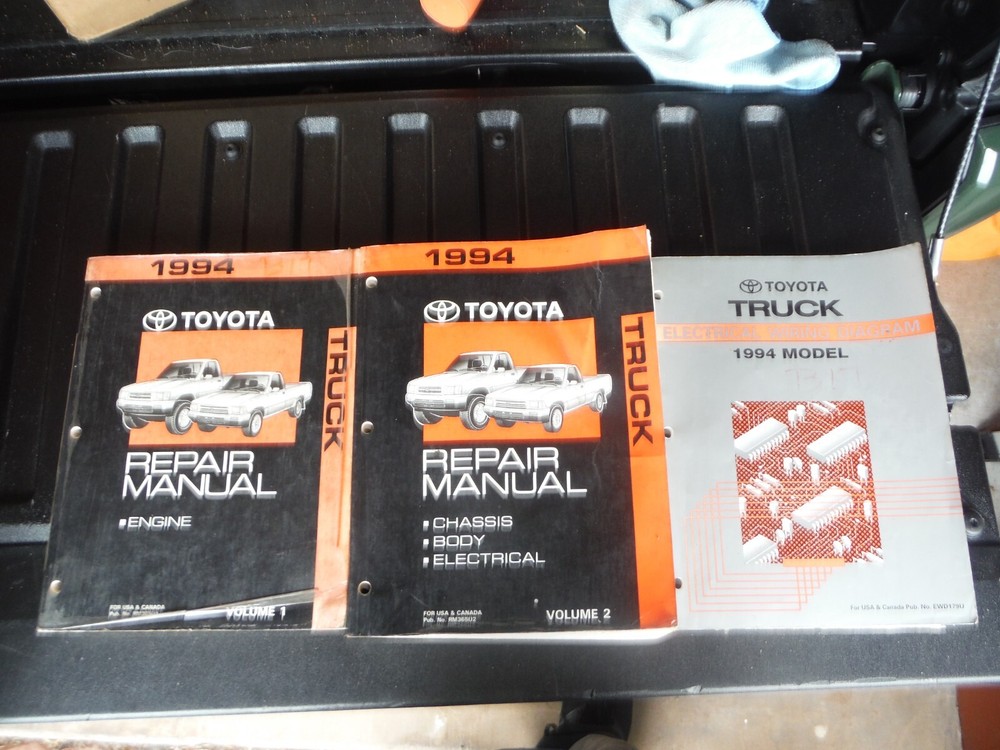 1994
TOYOTA
TRUCK
REPAIR
MANUAL
ENGINE
FOR USA & CANADA
Pub. No.
VOLUME 1
1994
TOYOTA
TRUCK
REPAIR
MANUAL
CHASSIS
BODY
ELECTRICAL
FOR USA & CANADA
Pub. No. RM365U2
VOLUME 2
TOYOTA
TRUCK
ELECTRICAL WIRING DIAGRAM
1994 MODEL
For USA & Canada Pub. No. EWD179U